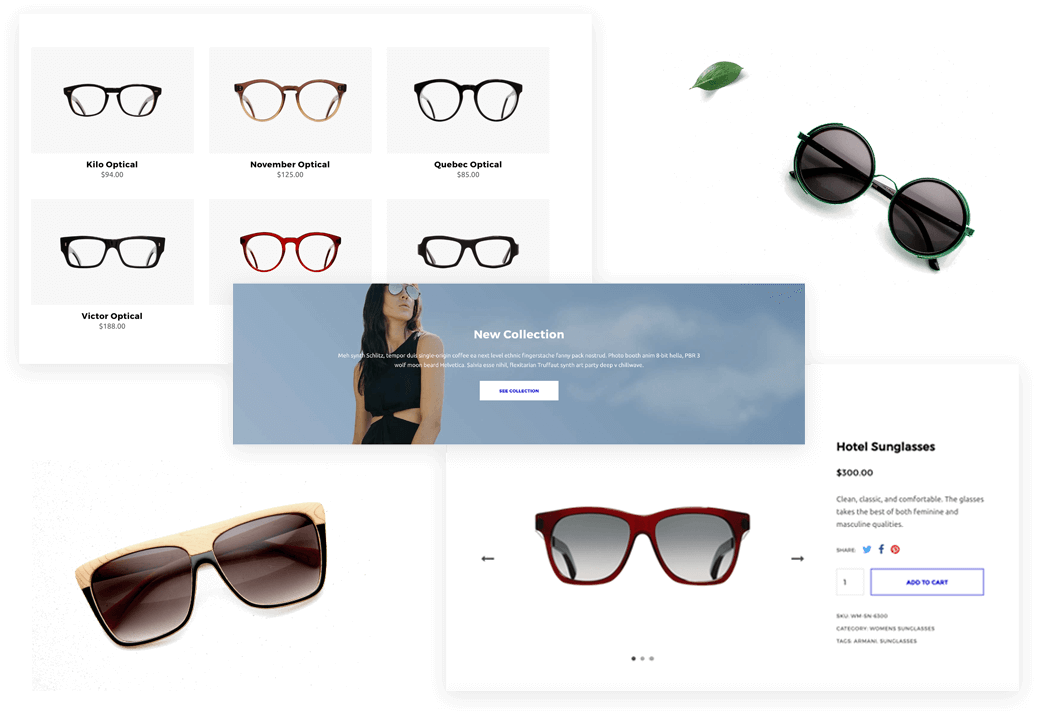 Kilo Optical
$94.00
November Optical
$125.00
Quebec Optical
$85.00
Victor Optical
$188.00
New Collection
Meh synth Schlitz, tempor duis single-origin coffee ea next level ethnic fingerstache fanny pack nostrud. Photo booth anim 8-bit hella, PBR 3
wolf moon beard Helvetica. Salvia esse nihil, flexitarian Truffaut synth art party deep v chillwave.
SEE COLLECTION
Hotel Sunglasses
$300.00
Clean, classic, and comfortable. The glasses
takes the best of both feminine and
masculine qualities.
SHARE:
1
ADD TO CART
SKU: WM-SN-6300
CATEGORY: WOMENS SUNGLASSES
TAGS: ARMANI, SUNGLASSES